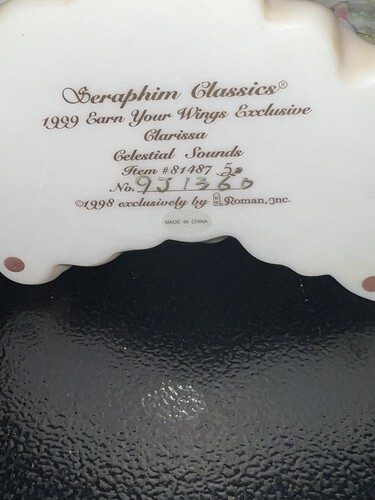 Seraphim Classics®
1999 Earn Your Wings Exclusive
Clarissa
Celestial Sounds
Item #81487
No. 9J1360
©1998 exclusively by Roman, Inc.
MADE IN CHINA